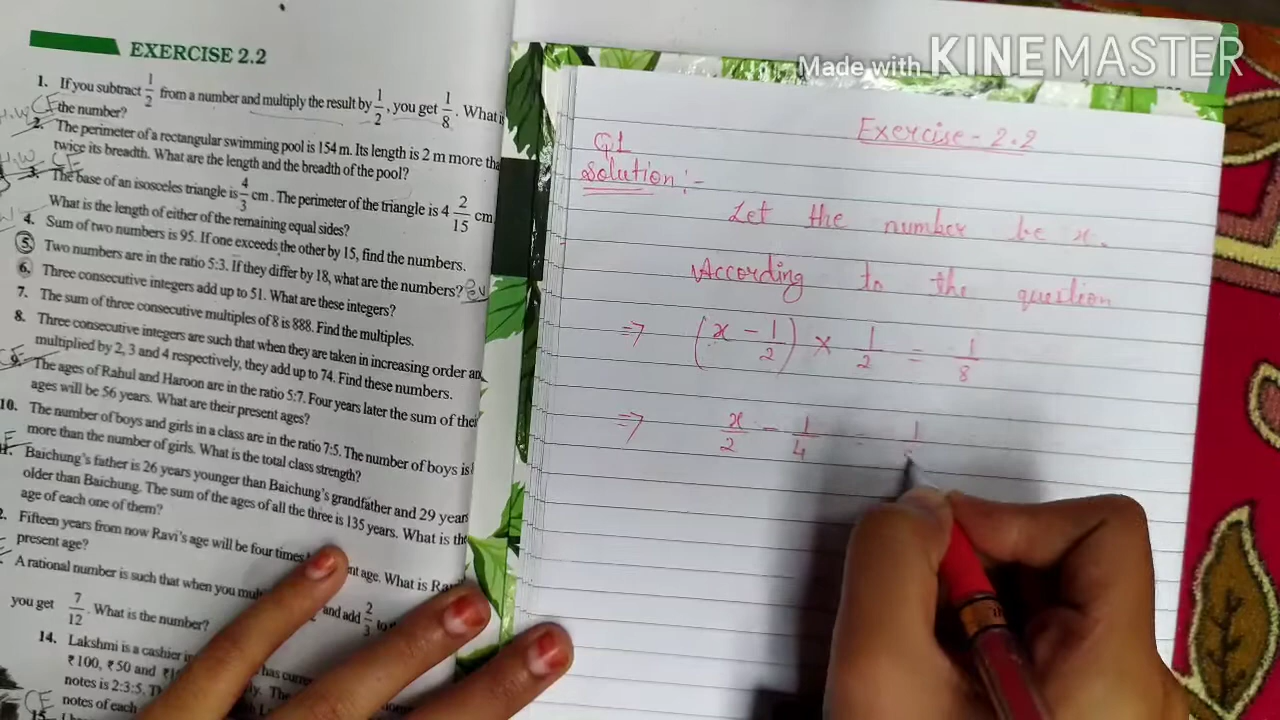 EXERCISE 2.2
1. If you subtract 1/2 from a number and multiply the result by 1/2, you get 1/8. What is
the number?
2. The perimeter of a rectangular swimming pool is 154 m. Its length is 2 m more tha
twice its breadth. What are the length and the breadth of the pool?
3. The base of an isosceles triangle is 4/3 cm. The perimeter of the triangle is 4 2/15 cm
What is the length of either of the remaining equal sides?
4. Sum of two numbers is 95. If one exceeds the other by 15, find the numbers.
5. Two numbers are in the ratio 5:3. If they differ by 18, what are the numbers?
6. Three consecutive integers add up to 51. What are these integers?
7. The sum of three consecutive multiples of 8 is 888. Find the multiples.
8. Three consecutive integers are such that when they are taken in increasing order an
multiplied by 2, 3 and 4 respectively, they add up to 74. Find these numbers.
9. The ages of Rahul and Haroon are in the ratio 5:7. Four years later the sum of thei
ages will be 56 years. What are their present ages?
10. The number of boys and girls in a class are in the ratio 7:5. The number of boys is
more than the number of girls. What is the total class strength?
Baichung's father is 26 years younger than Baichung's grandfather and 29 years
older than Baichung. The sum of the ages of all the three is 135 years. What is th
age of each one of them?
2. Fifteen years from now Ravi's age will be four times nt age. What is Ra
present age?
A rational number is such that when you mul and add 2/3 to
you get 7/12. What is the number?
14. Lakshmi is a cashier in has curre
₹100, ₹50 and
notes is 2:3:5. T
notes of each
Made with KINEMASTER
Exercise - 2.2
Q1
Solution :-
Let the number be x.
According to the question
⇒ (x - 1/2) × 1/2 = 1/8
⇒ x/2 - 1/4 = 1